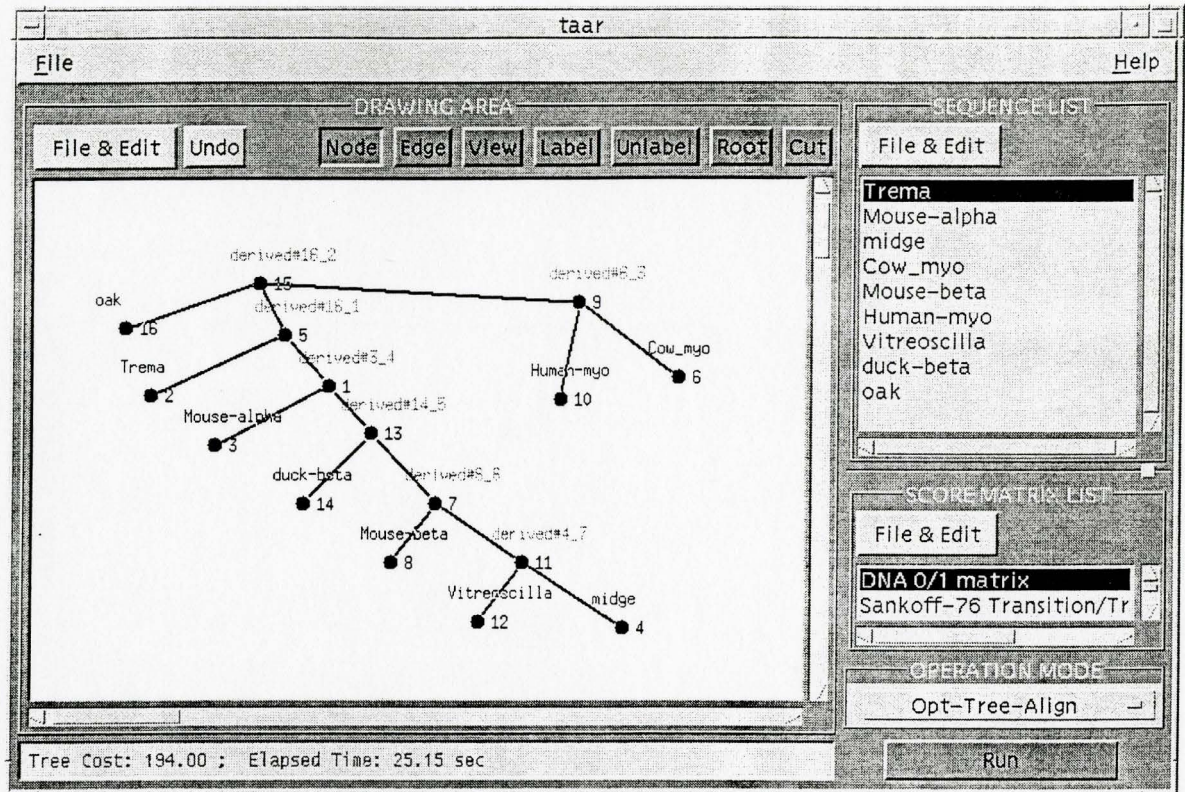 taar
File
Help
DRAWING AREA
File & Edit
Undo
Node
Edge
View
Label
Unlabel
Root
Cut
derived#16_2
15
derived#6_3
9
oak
16
derived#16_1
5
Trema
2
derived#3_4
1
Cow_myo
6
Human-myo
10
Mouse-alpha
3
derived#14_5
13
duck-beta
14
derived#8_6
7
Mouse-beta
8
derived#4_7
11
Vitreoscilla
12
midge
4
Tree Cost: 194.00 ; Elapsed Time: 25.15 sec
SEQUENCE LIST
File & Edit
Trema
Mouse-alpha
midge
Cow_myo
Mouse-beta
Human-myo
Vitreoscilla
duck-beta
oak
SCORE MATRIX LIST
File & Edit
DNA 0/1 matrix
Sankoff-76 Transition/Tr
OPERATION MODE
Opt-Tree-Align
Run